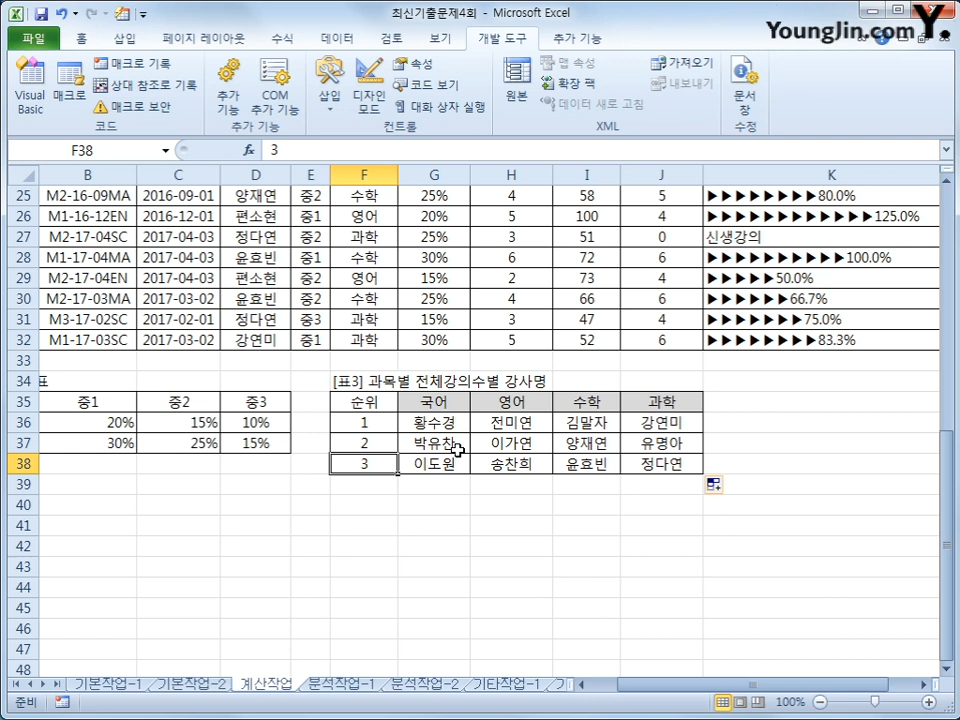 최신기출문제4회 - Microsoft Excel
Younglin.com Y.
파일 홈 삽입 페이지 레이아웃 수식 데이터 검토 보기 개발 도구 추가 기능
Visual Basic 매크로 매크로 기록 상대 참조로 기록 매크로 보안 코드
추가 기능 COM 추가 기능 추가 기능
삽입 디자인 모드 속성 코드 보기 대화 상자 실행 컨트롤
원본 맵 속성 확장 팩 데이터 새로 고침 가져오기 내보내기 XML
문서 창 수정
F38 fx 3
B C D E F G H I J K
25 M2-16-09MA 2016-09-01 양재연 중2 수학 25% 4 58 5 ▶▶▶▶▶▶▶▶80.0%
26 M1-16-12EN 2016-12-01 편소현 중1 영어 20% 5 100 4 ▶▶▶▶▶▶▶▶▶▶▶▶125.0%
27 M2-17-04SC 2017-04-03 정다연 중2 과학 25% 3 51 0 신생강의
28 M1-17-04MA 2017-04-03 윤효빈 중1 수학 30% 6 72 6 ▶▶▶▶▶▶▶▶▶▶100.0%
29 M2-17-04EN 2017-04-03 편소현 중2 영어 15% 2 73 4 ▶▶▶▶▶50.0%
30 M2-17-03MA 2017-03-02 윤효빈 중2 수학 25% 4 66 6 ▶▶▶▶▶▶66.7%
31 M3-17-02SC 2017-02-01 정다연 중3 과학 15% 3 47 4 ▶▶▶▶▶▶▶75.0%
32 M1-17-03SC 2017-03-02 강연미 중1 과학 30% 5 52 6 ▶▶▶▶▶▶▶▶83.3%
33
34 표 [표3] 과목별 전체강의수별 강사명
35 중1 중2 중3 순위 국어 영어 수학 과학
36 20% 15% 10% 1 황수경 전미연 김말자 강연미
37 30% 25% 15% 2 박유찬 이가연 양재연 유명아
38 3 이도원 송찬희 윤효빈 정다연
39
40
41
42
43
44
45
46
47
48
기본작업-1 기본작업-2 계산작업 분석작업-1 분석작업-2 기타작업-1 기
준비 100%